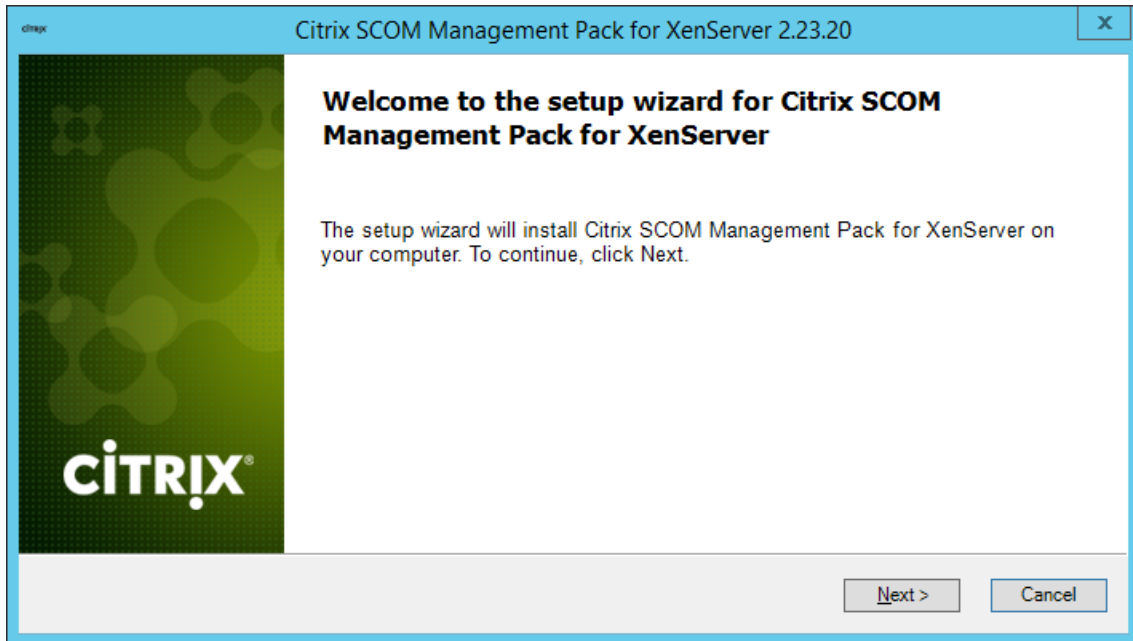 citrix
Citrix SCOM Management Pack for XenServer 2.23.20
X
Welcome to the setup wizard for Citrix SCOM
Management Pack for XenServer
The setup wizard will install Citrix SCOM Management Pack for XenServer on
your computer. To continue, click Next.
CİTRỊX®
Next >
Cancel